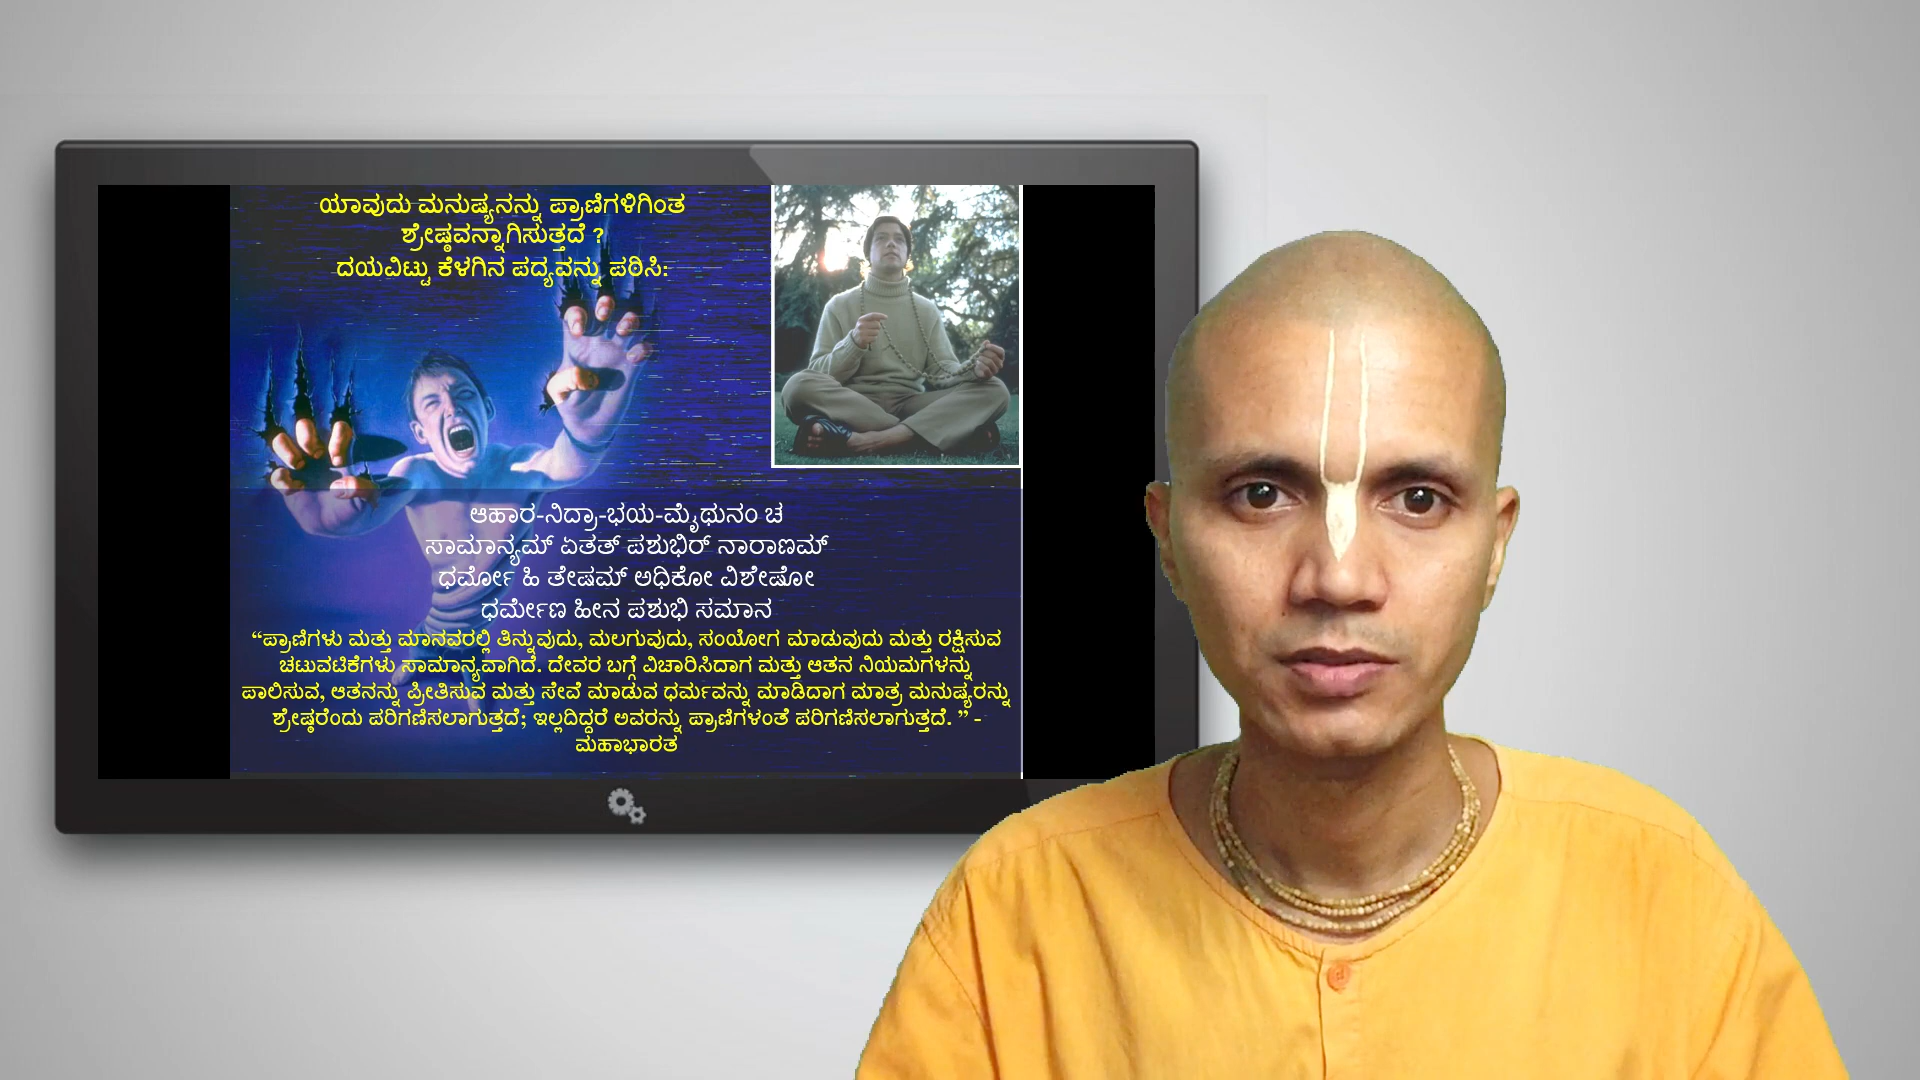 ಯಾವುದು ಮನುಷ್ಯನನ್ನು ಪ್ರಾಣಿಗಳಿಗಿಂತ
ಶ್ರೇಷ್ಠವನ್ನಾಗಿಸುತ್ತದೆ ?
ದಯವಿಟ್ಟು ಕೆಳಗಿನ ಪದ್ಯವನ್ನು ಪಠಿಸಿ:
ಆಹಾರ-ನಿದ್ರಾ-ಭಯ-ಮೈಥುನಂ ಚ
ಸಾಮಾನ್ಯಮ್ ಏತತ್ ಪಶುಭಿರ್ ನಾರಾಣಮ್
ಧರ್ಮೋ ಹಿ ತೇಷಮ್ ಅಧಿಕೋ ವಿಶೇಷೋ
ಧರ್ಮೇಣ ಹೀನ ಪಶುಭಿ ಸಮಾನ
“ಪ್ರಾಣಿಗಳು ಮತ್ತು ಮಾನವರಲ್ಲಿ ತಿನ್ನುವುದು, ಮಲಗುವುದು, ಸಂಯೋಗ ಮಾಡುವುದು ಮತ್ತು ರಕ್ಷಿಸುವ
ಚಟುವಟಿಕೆಗಳು ಸಾಮಾನ್ಯವಾಗಿದೆ. ದೇವರ ಬಗ್ಗೆ ವಿಚಾರಿಸಿದಾಗ ಮತ್ತು ಆತನ ನಿಯಮಗಳನ್ನು
ಪಾಲಿಸುವ, ಆತನನ್ನು ಪ್ರೀತಿಸುವ ಮತ್ತು ಸೇವೆ ಮಾಡುವ ಧರ್ಮವನ್ನು ಮಾಡಿದಾಗ ಮಾತ್ರ ಮನುಷ್ಯರನ್ನು
ಶ್ರೇಷ್ಠರೆಂದು ಪರಿಗಣಿಸಲಾಗುತ್ತದೆ; ಇಲ್ಲದಿದ್ದರೆ ಅವರನ್ನು ಪ್ರಾಣಿಗಳಂತೆ ಪರಿಗಣಿಸಲಾಗುತ್ತದೆ. ” -
ಮಹಾಭಾರತ